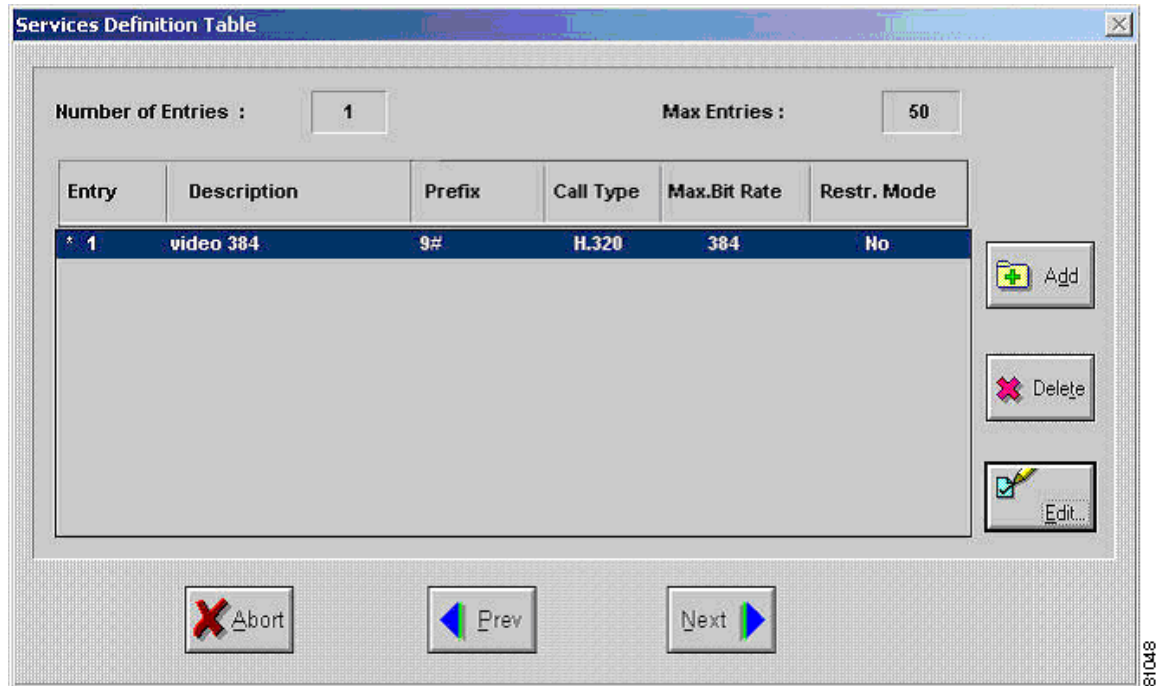 Services Definition Table
Number of Entries : 1 Max Entries : 50
Entry Description Prefix Call Type Max.Bit Rate Restr. Mode
* 1 video 384 9# H.320 384 No
Add
Delete
Edit...
Abort Prev Next
81048